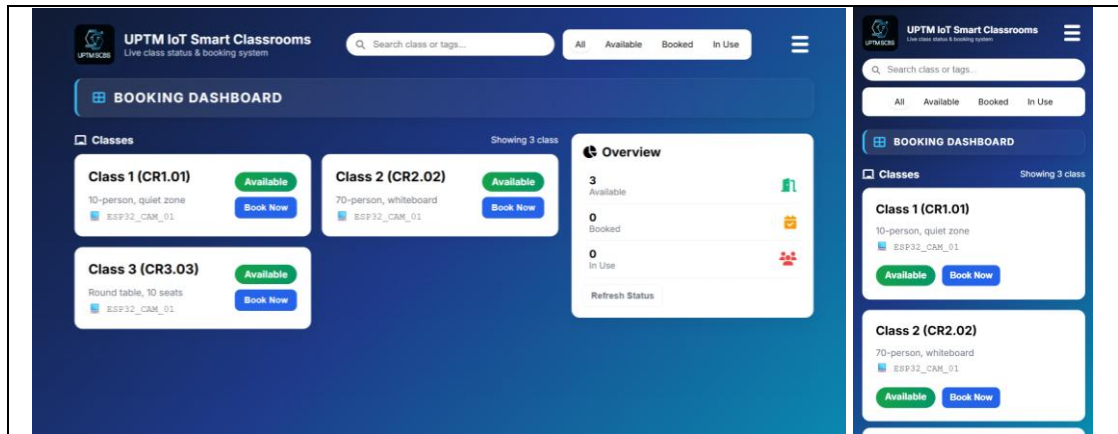 UPTMSCBS
UPTM IoT Smart Classrooms
Live class status & booking system
Search class or tags...
All Available Booked In Use
BOOKING DASHBOARD
Classes
Showing 3 class
Class 1 (CR1.01)
Available
10-person, quiet zone
Book Now
ESP32_CAM_01
Class 2 (CR2.02)
Available
70-person, whiteboard
Book Now
ESP32_CAM_01
Class 3 (CR3.03)
Available
Round table, 10 seats
Book Now
ESP32_CAM_01
Overview
3
Available
0
Booked
0
In Use
Refresh Status
UPTMSCBS
UPTM IoT Smart Classrooms
Live class status & booking system
Search class or tags...
All Available Booked In Use
BOOKING DASHBOARD
Classes
Showing 3 class
Class 1 (CR1.01)
10-person, quiet zone
ESP32_CAM_01
Available Book Now
Class 2 (CR2.02)
70-person, whiteboard
ESP32_CAM_01
Available Book Now